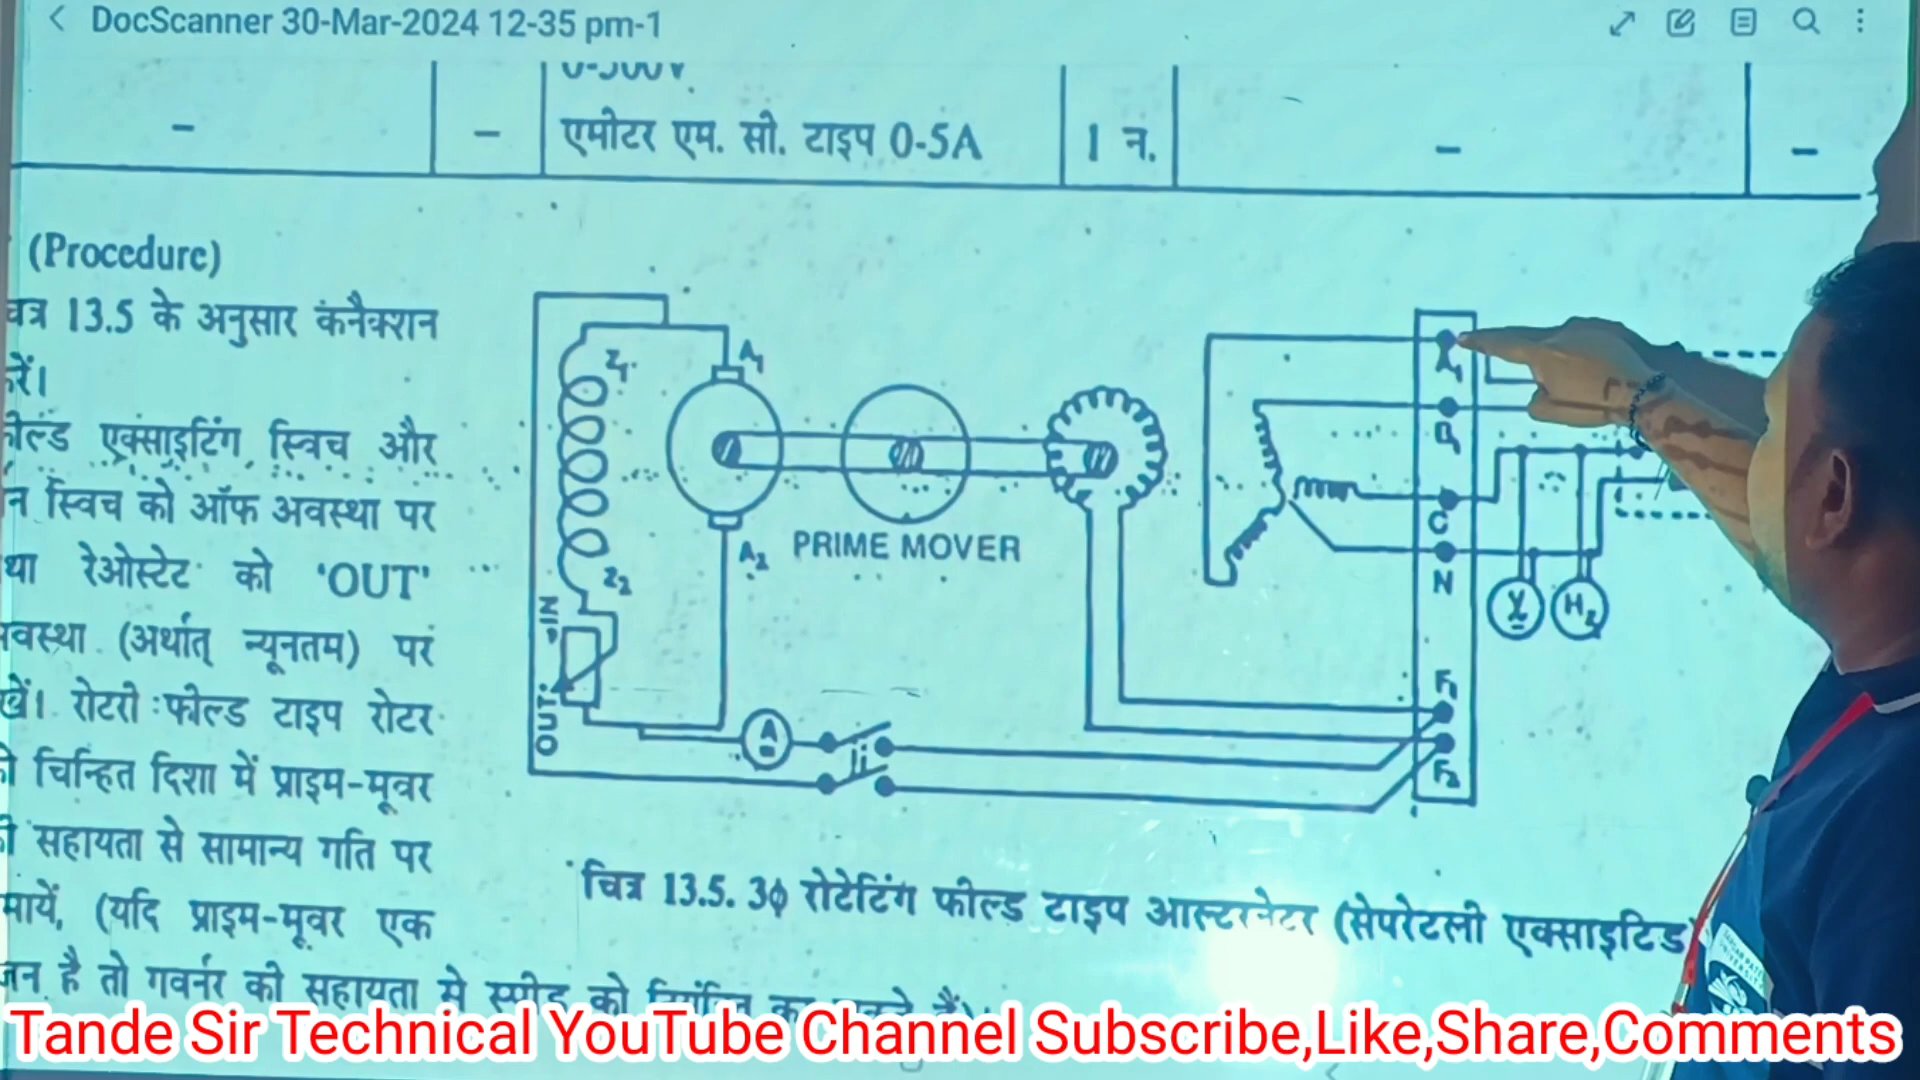 DocScanner 30-Mar-2024 12-35 pm-1
एमीटर एम. सी. टाइप 0-5A
1 न.
(Procedure)
13.5 के अनुसार कनैक्शन
करें।
एक्साइटिंग स्विच और
स्विच को ऑफ अवस्था पर
रेओस्टेट को 'OUT'
(अर्थात् न्यूनतम) पर
रोटरी फील्ड टाइप रोटर
चिन्हित दिशा में प्राइम-मूवर
सहायता से सामान्य गति पर
(यदि प्राइम-मूवर एक
है तो गवर्नर की सहायता से स्पीड को
Z1
A1
Z2
A2
IN
OUT
A
PRIME MOVER
A1
C
N
F1
F2
V
HZ
चित्र 13.5. 3φ रोटेटिंग फील्ड टाइप आल्टरनेटर (सेपरेटली एक्साइटिड)
Tande Sir Technical YouTube Channel Subscribe,Like,Share,Comments